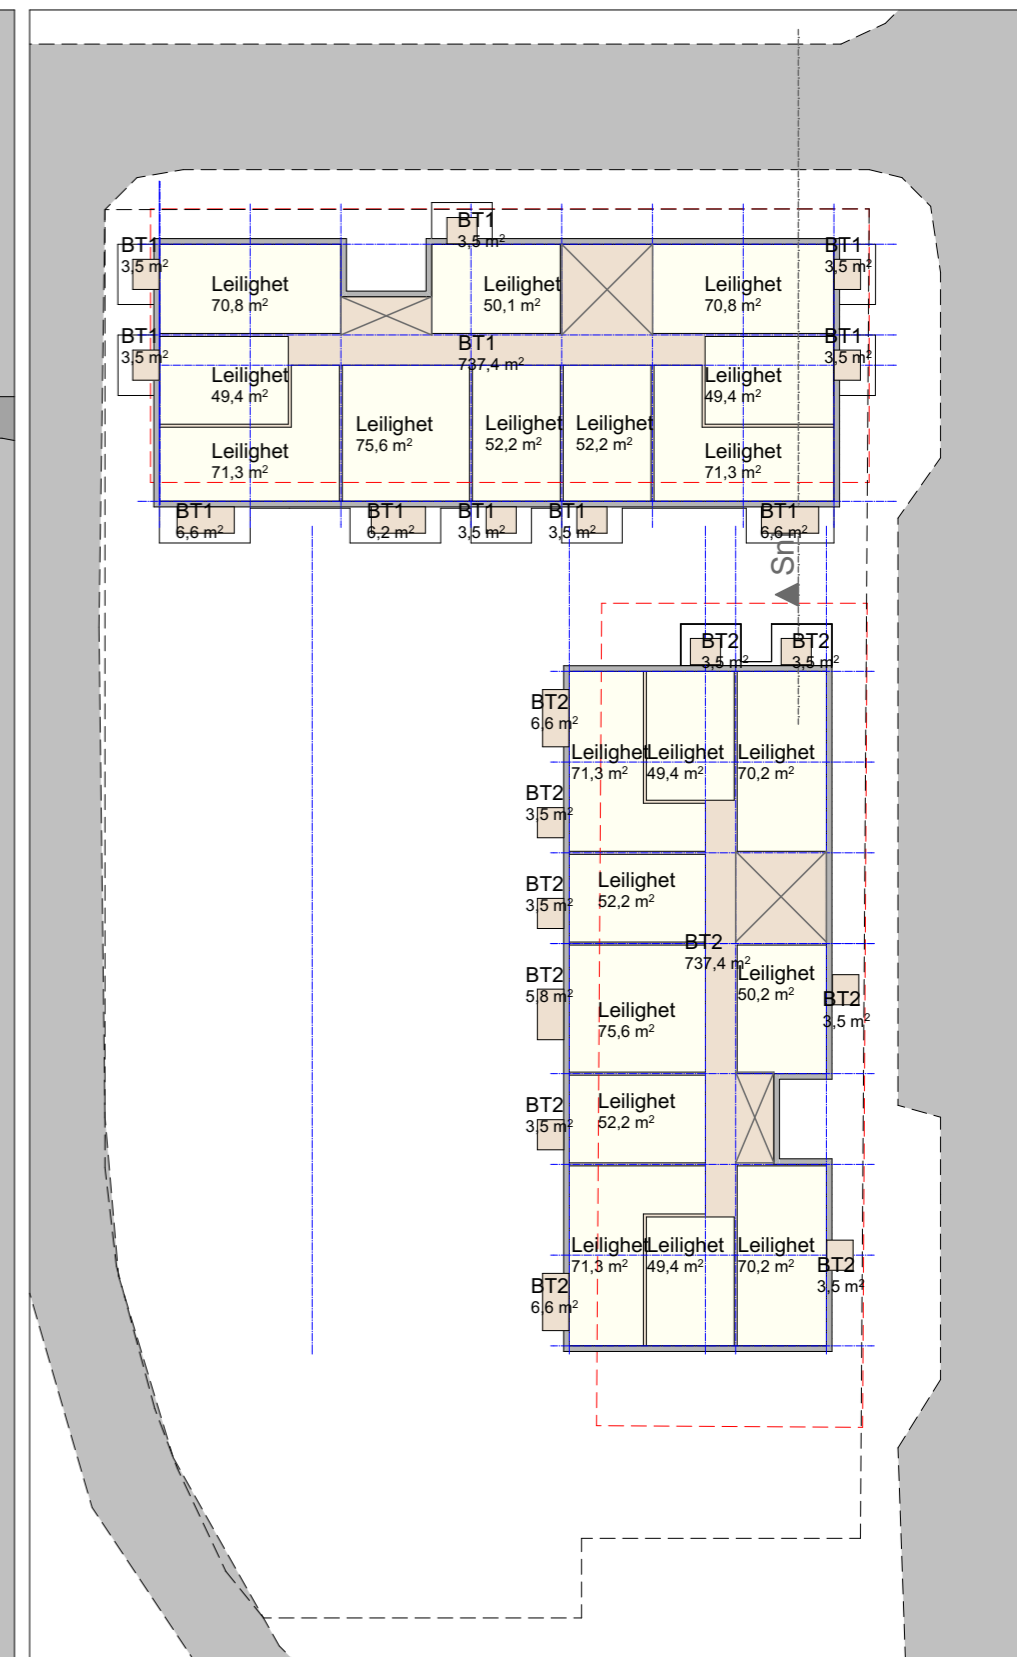 BT1
3,5 m²
BT1
3,5 m²
BT1
3,5 m²
Leilighet
70,8 m²
Leilighet
50,1 m²
Leilighet
70,8 m²
BT1
3,5 m²
BT1
737,4 m²
BT1
3,5 m²
Leilighet
49,4 m²
Leilighet
49,4 m²
Leilighet
75,6 m²
Leilighet
52,2 m²
Leilighet
52,2 m²
Leilighet
71,3 m²
Leilighet
71,3 m²
BT1
6,6 m²
BT1
6,2 m²
BT1
3,5 m²
BT1
3,5 m²
BT1
6,6 m²
Sn
BT2
3,5 m²
BT2
3,5 m²
BT2
6,6 m²
Leilighet
71,3 m²
Leilighet
49,4 m²
Leilighet
70,2 m²
BT2
3,5 m²
BT2
3,5 m²
Leilighet
52,2 m²
BT2
737,4 m²
BT2
5,8 m²
Leilighet
50,2 m²
BT2
3,5 m²
Leilighet
75,6 m²
BT2
3,5 m²
Leilighet
52,2 m²
Leilighet
71,3 m²
Leilighet
49,4 m²
Leilighet
70,2 m²
BT2
3,5 m²
BT2
6,6 m²